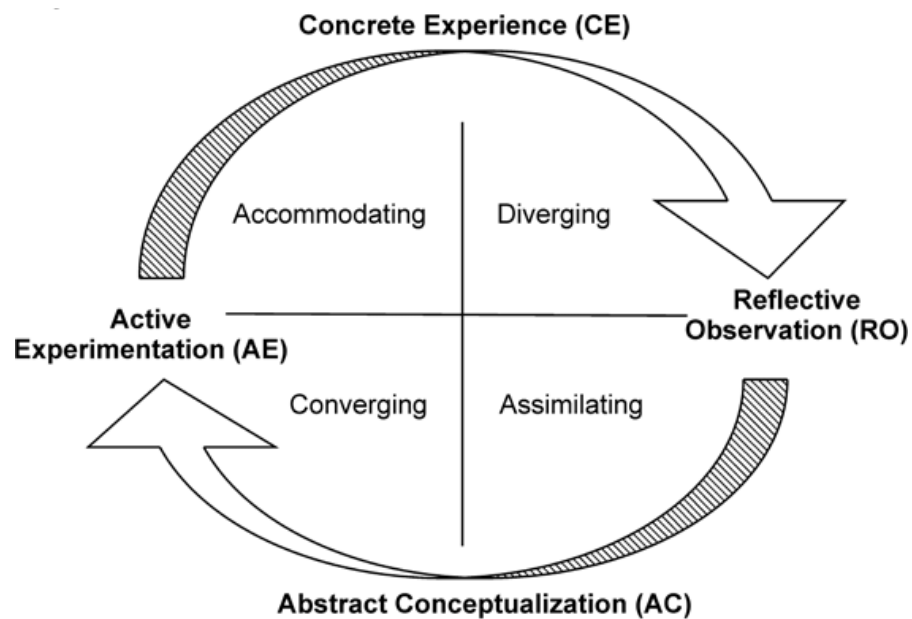 Concrete Experience (CE)
Accommodating
Diverging
Active
Experimentation (AE)
Reflective
Observation (RO)
Converging
Assimilating
Abstract Conceptualization (AC)